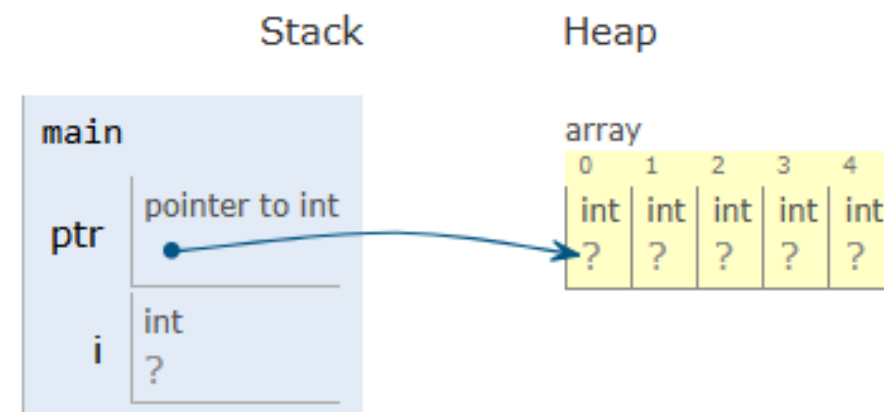 Stack Heap
main
array
0 1 2 3 4
pointer to int
int int int int int
ptr
? ? ? ? ?
int
i
?